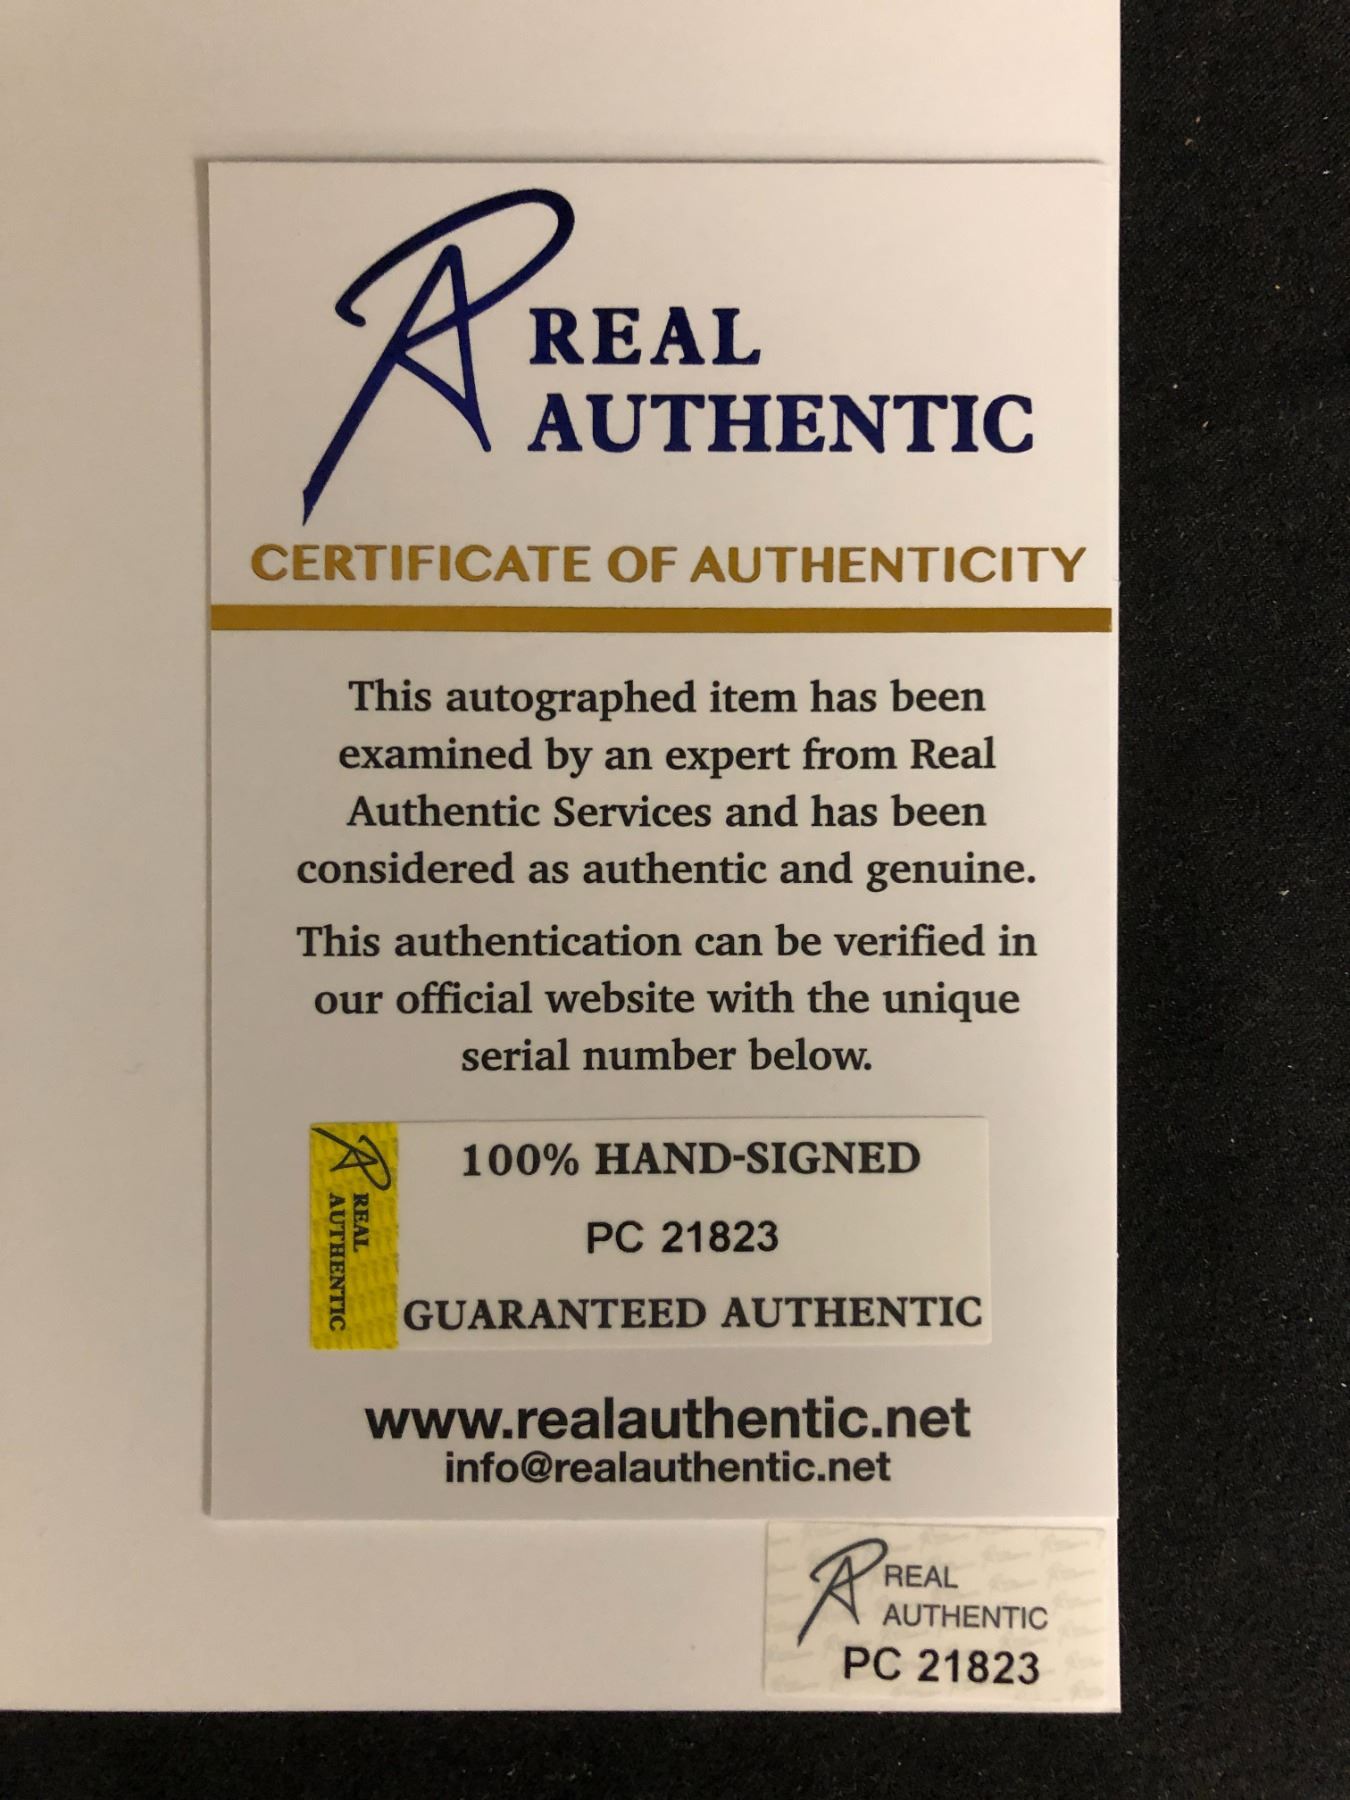 REAL
AUTHENTIC
CERTIFICATE OF AUTHENTICITY
This autographed item has been
examined by an expert from Real
Authentic Services and has been
considered as authentic and genuine.
This authentication can be verified in
our official website with the unique
serial number below.
REAL
AUTHENTIC
100% HAND-SIGNED
PC 21823
GUARANTEED AUTHENTIC
www.realauthentic.net
info@realauthentic.net
REAL
AUTHENTIC
PC 21823